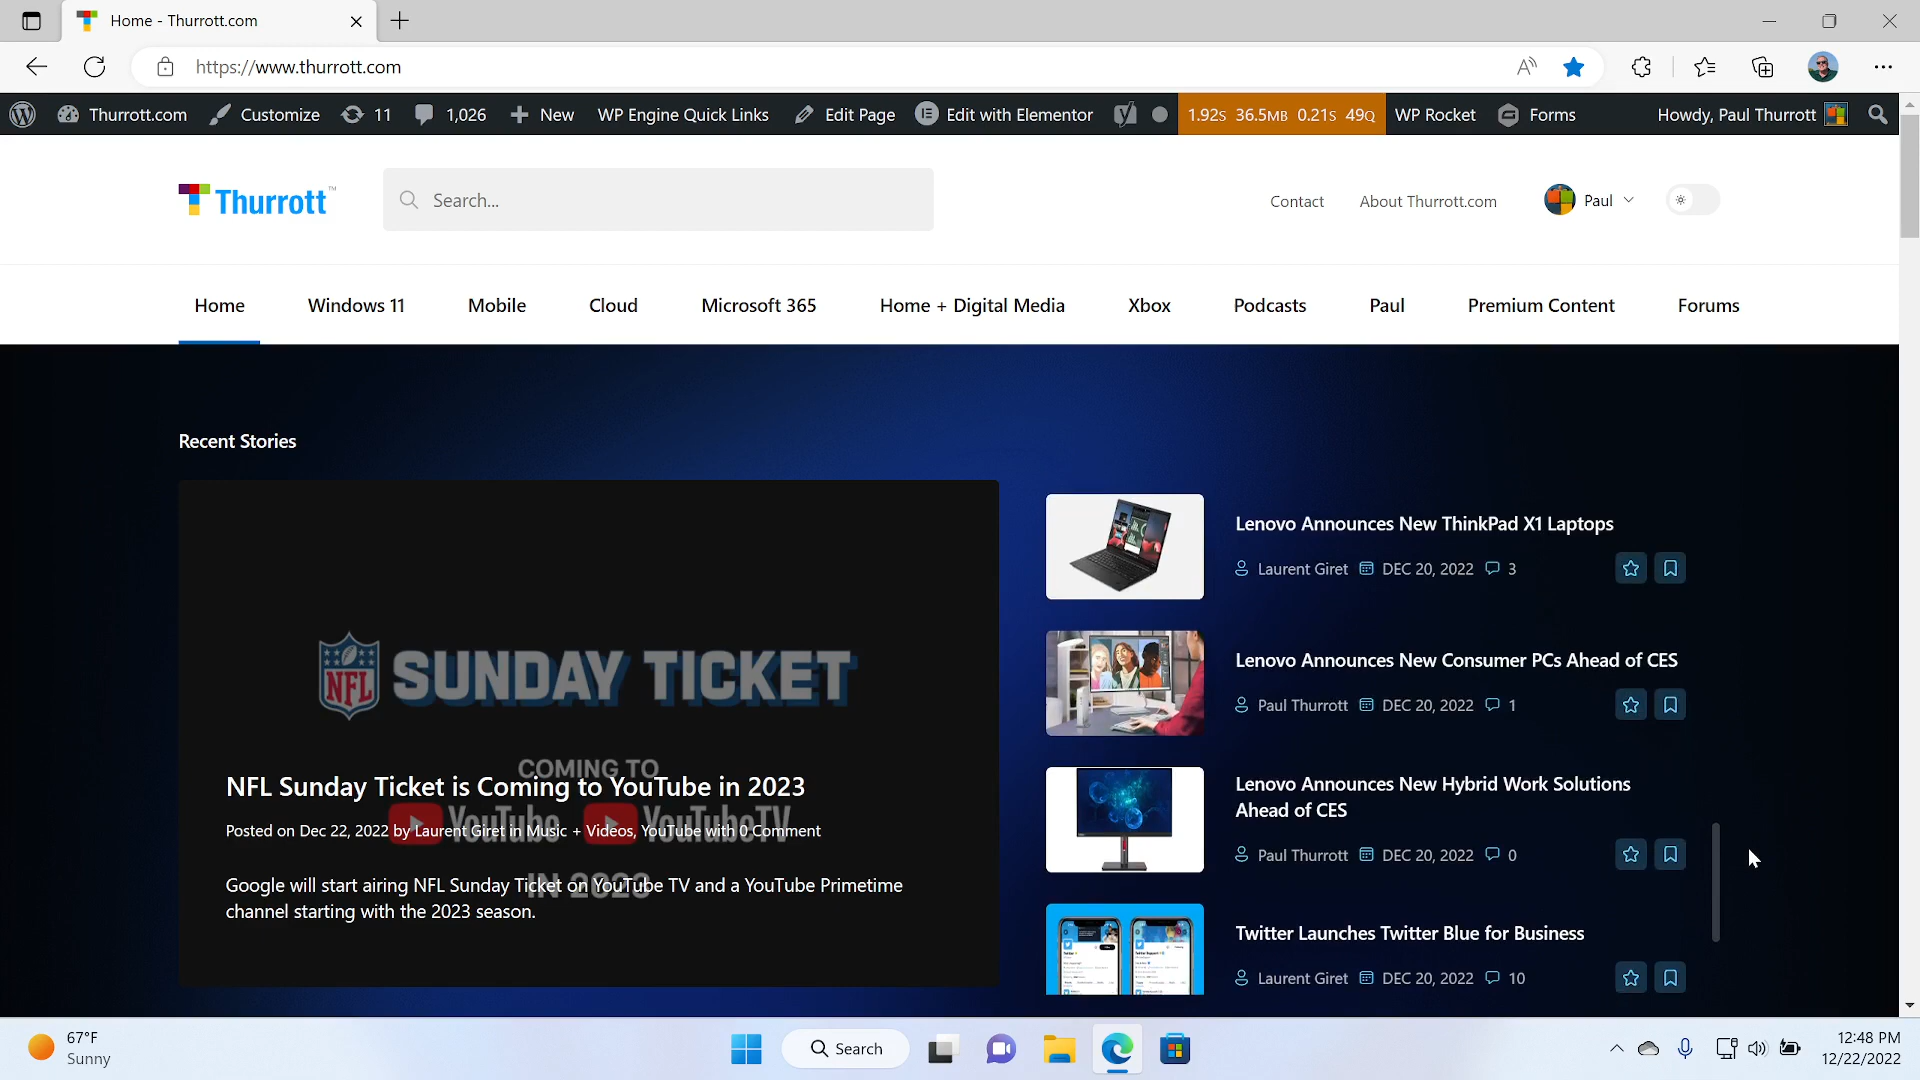 Home - Thurrott.com
https://www.thurrott.com
Thurrott.com Customize 11 1,026 New WP Engine Quick Links Edit Page Edit with Elementor 1.92s 36.5MB 0.21s 49Q WP Rocket Forms Howdy, Paul Thurrott
Thurrott™
Search...
Contact About Thurrott.com Paul
Home Windows 11 Mobile Cloud Microsoft 365 Home + Digital Media Xbox Podcasts Paul Premium Content Forums
Recent Stories
NFL SUNDAY TICKET
COMING TO
YouTube YouTubeTV
IN 2023
NFL Sunday Ticket is Coming to YouTube in 2023
Posted on Dec 22, 2022 by Laurent Giret in Music + Videos, YouTube with 0 Comment
Google will start airing NFL Sunday Ticket on YouTube TV and a YouTube Primetime
channel starting with the 2023 season.
Lenovo Announces New ThinkPad X1 Laptops
Laurent Giret DEC 20, 2022 3
Lenovo Announces New Consumer PCs Ahead of CES
Paul Thurrott DEC 20, 2022 1
Lenovo Announces New Hybrid Work Solutions
Ahead of CES
Paul Thurrott DEC 20, 2022 0
Twitter Launches Twitter Blue for Business
Laurent Giret DEC 20, 2022 10
67°F
Sunny
Search
12:48 PM
12/22/2022